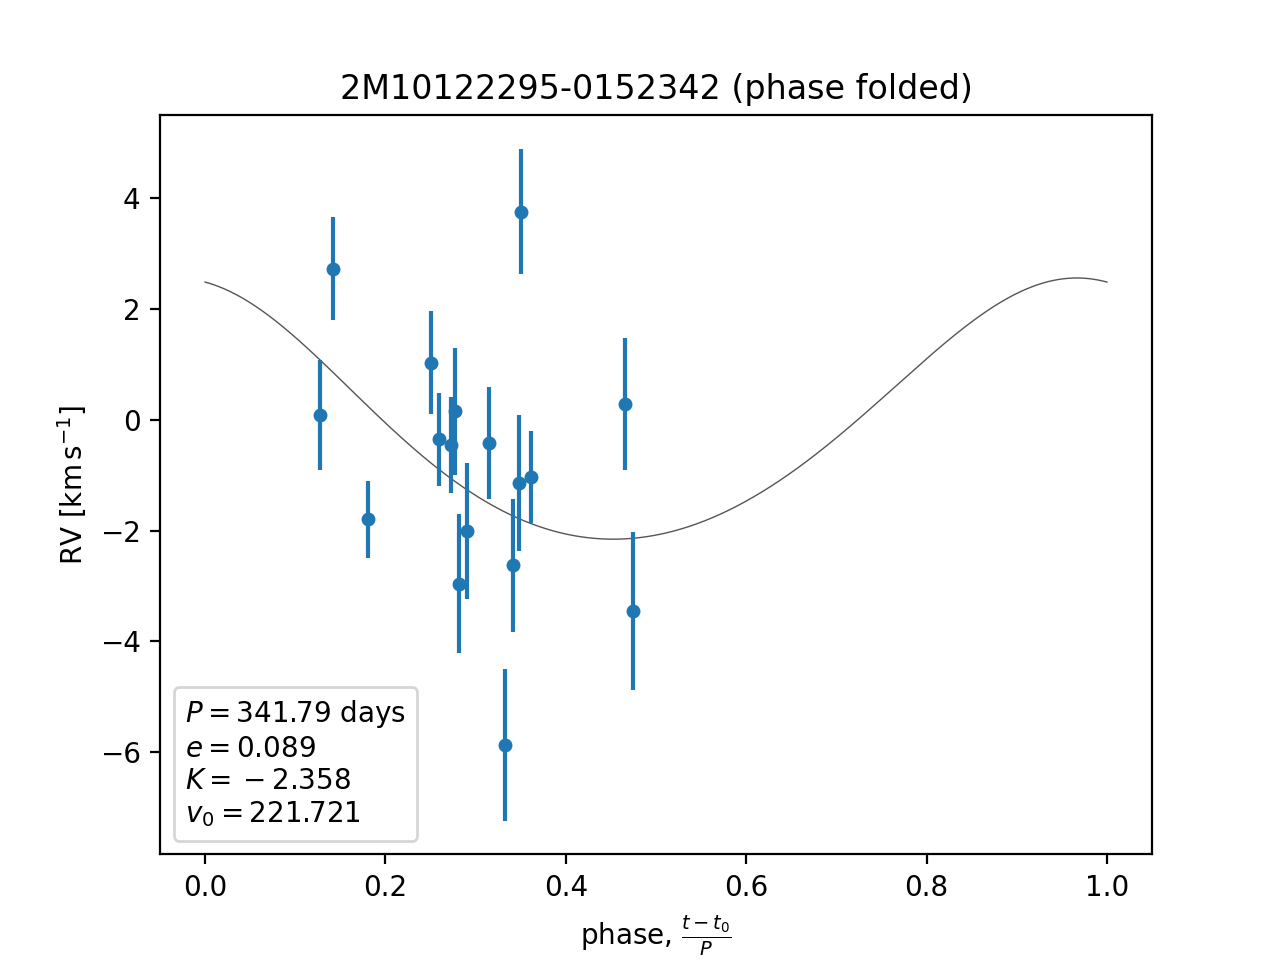 2M10122295-0152342 (phase folded)
4
2
0
−2
−4
−6
RV [km s⁻¹]
P = 341.79 days
e = 0.089
K = −2.358
v₀ = 221.721
0.0 0.2 0.4 0.6 0.8 1.0
phase, (t − t₀)/P